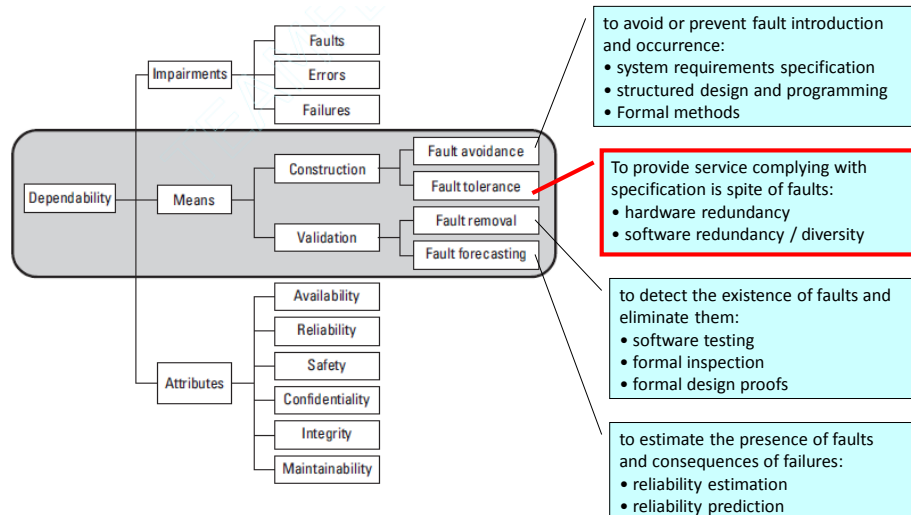 Faults
Impairments
Errors
Failures
Dependability
Means
Construction
Fault avoidance
Fault tolerance
Validation
Fault removal
Fault forecasting
Attributes
Availability
Reliability
Safety
Confidentiality
Integrity
Maintainability
to avoid or prevent fault introduction
and occurrence:
• system requirements specification
• structured design and programming
• Formal methods
To provide service complying with
specification is spite of faults:
• hardware redundancy
• software redundancy / diversity
to detect the existence of faults and
eliminate them:
• software testing
• formal inspection
• formal design proofs
to estimate the presence of faults
and consequences of failures:
• reliability estimation
• reliability prediction